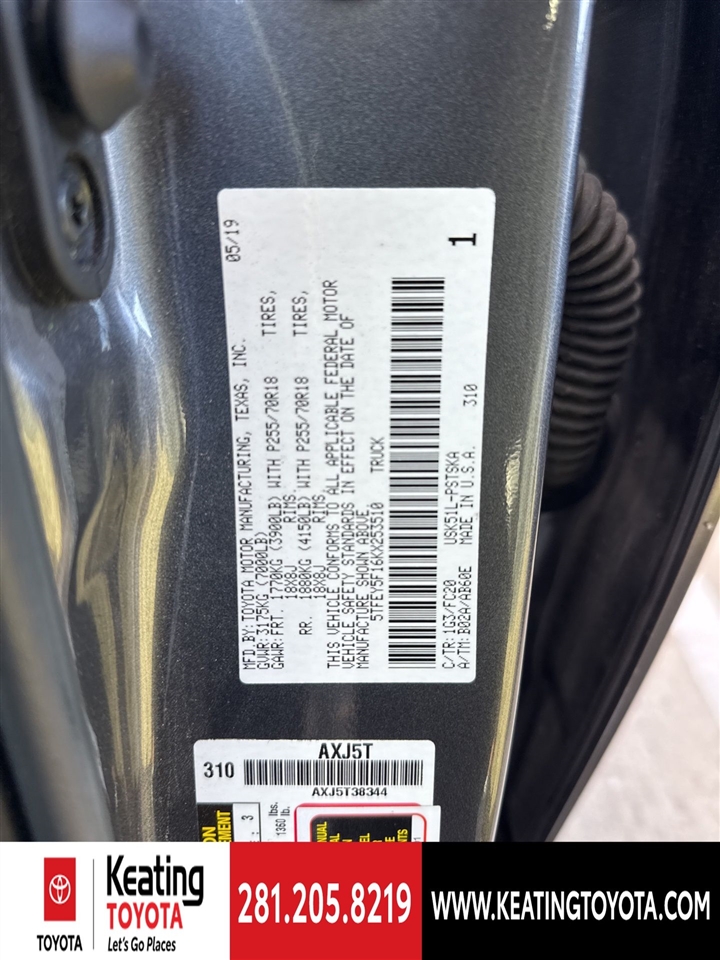 05/19
MFD.BY:TOYOTA MOTOR MANUFACTURING, TEXAS, INC.
GVWR:3175KG (7000LB)
GAWR:FRT. 1770KG (3900LB) WITH P255/70R18 TIRES,
18X8J RIMS.
RR. 1880KG (4150LB) WITH P255/70R18 TIRES,
18X8J RIMS.
THIS VEHICLE CONFORMS TO ALL APPLICABLE FEDERAL MOTOR
VEHICLE SAFETY STANDARDS IN EFFECT ON THE DATE OF
MANUFACTURE SHOWN ABOVE
5TFEY5F16KX253510 TRUCK
C/TR:1G3/FC20 USK51L-PSTSKA 310
A/TM:B02A/AB60E MADE IN U.S.A.
1
AXJ5T
310
AXJ5T38344
: 3
lbs.
1360 lb.
TOYOTA
Keating
TOYOTA
Let's Go Places
281.205.8219
WWW.KEATINGTOYOTA.COM